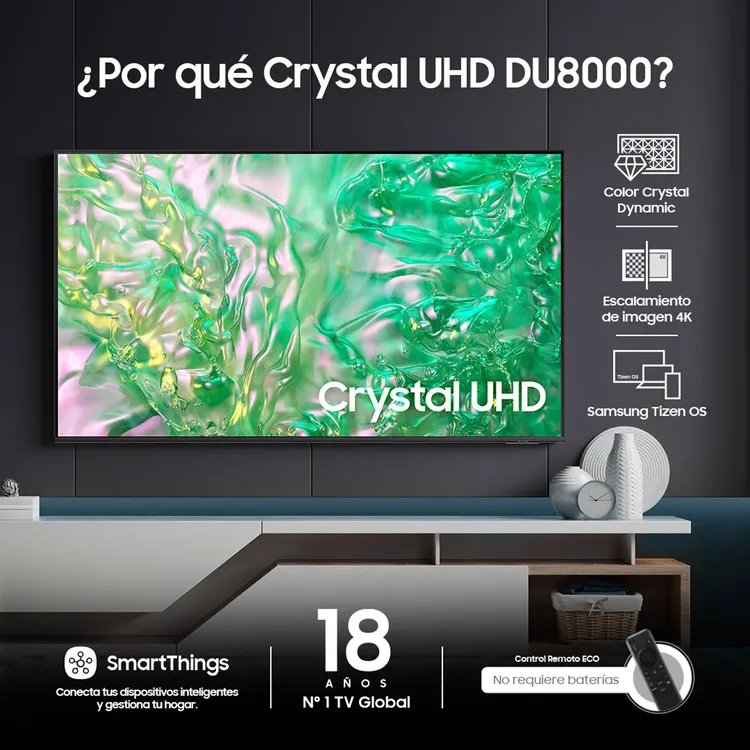 ¿Por qué Crystal UHD DU8000?
Crystal UHD
Color Crystal
Dynamic
4K
Escalamiento
de imagen 4K
Tizen OS
Samsung Tizen OS
SmartThings
Conecta tus dispositivos inteligentes
y gestiona tu hogar.
18
AÑOS
Nº 1 TV Global
Control Remoto ECO
No requiere baterías